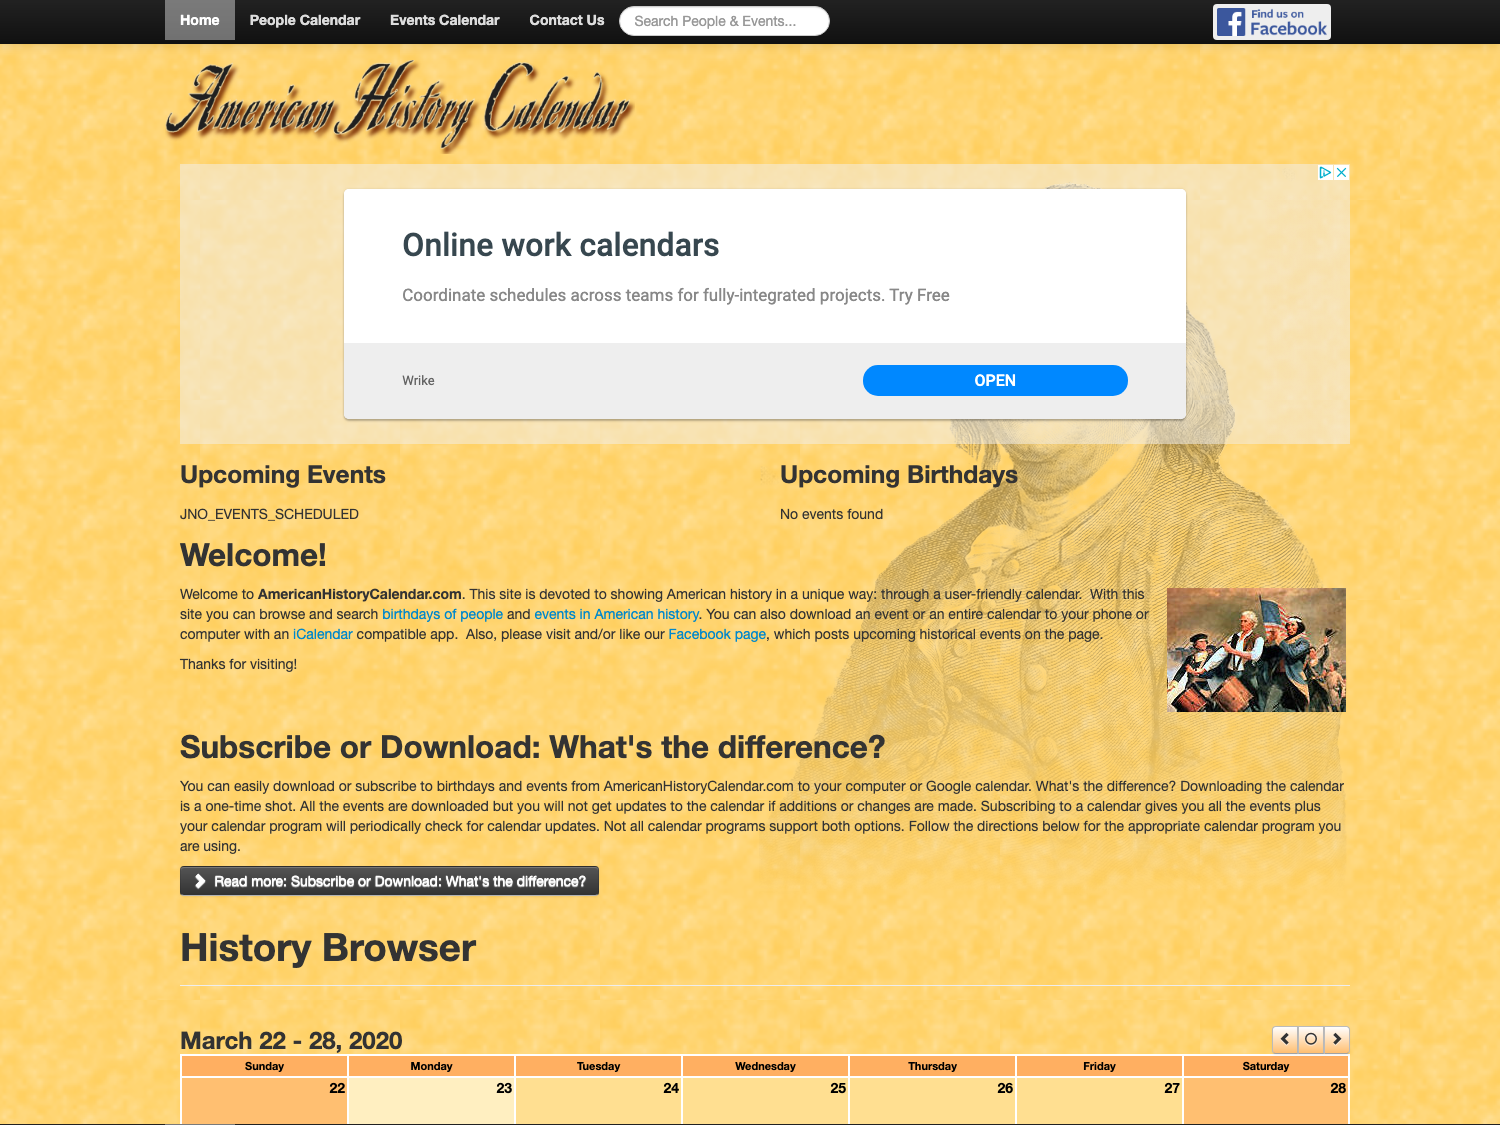 Home People Calendar Events Calendar Contact Us Search People & Events... Find us on Facebook
American History Calendar
Online work calendars
Coordinate schedules across teams for fully-integrated projects. Try Free
Wrike OPEN
Upcoming Events
JNO_EVENTS_SCHEDULED
Upcoming Birthdays
No events found
Welcome!
Welcome to AmericanHistoryCalendar.com. This site is devoted to showing American history in a unique way: through a user-friendly calendar. With this
site you can browse and search birthdays of people and events in American history. You can also download an event or an entire calendar to your phone or
computer with an iCalendar compatible app. Also, please visit and/or like our Facebook page, which posts upcoming historical events on the page.
Thanks for visiting!
Subscribe or Download: What's the difference?
You can easily download or subscribe to birthdays and events from AmericanHistoryCalendar.com to your computer or Google calendar. What's the difference? Downloading the calendar
is a one-time shot. All the events are downloaded but you will not get updates to the calendar if additions or changes are made. Subscribing to a calendar gives you all the events plus
your calendar program will periodically check for calendar updates. Not all calendar programs support both options. Follow the directions below for the appropriate calendar program you
are using.
Read more: Subscribe or Download: What's the difference?
History Browser
March 22 - 28, 2020
Sunday Monday Tuesday Wednesday Thursday Friday Saturday
22 23 24 25 26 27 28